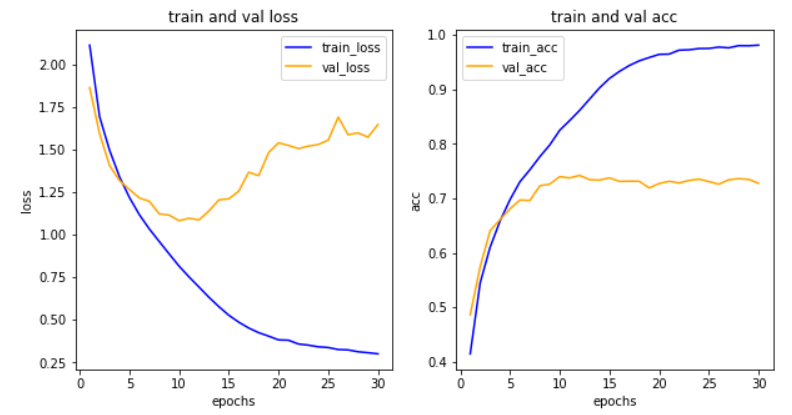 train and val loss
train_loss
val_loss
2.00
1.75
1.50
1.25
1.00
0.75
0.50
0.25
loss
0 5 10 15 20 25 30
epochs
train and val acc
train_acc
val_acc
1.0
0.9
0.8
0.7
0.6
0.5
0.4
acc
0 5 10 15 20 25 30
epochs